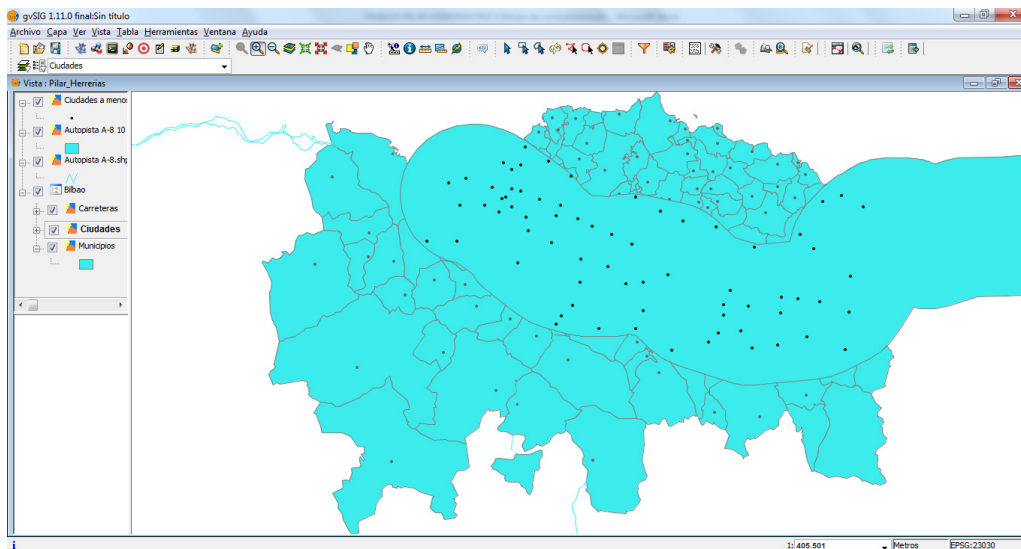 gvSIG 1.11.0 final:Sin título
Archivo Capa Ver Vista Tabla Herramientas Ventana Ayuda
Ciudades
Vista : Pilar_Herrerias
Ciudades a menos
Autopista A-8 10
Autopista A-8.shp
Bilbao
Carreteras
Ciudades
Municipios
1: 405.501 Metros EPSG:23030